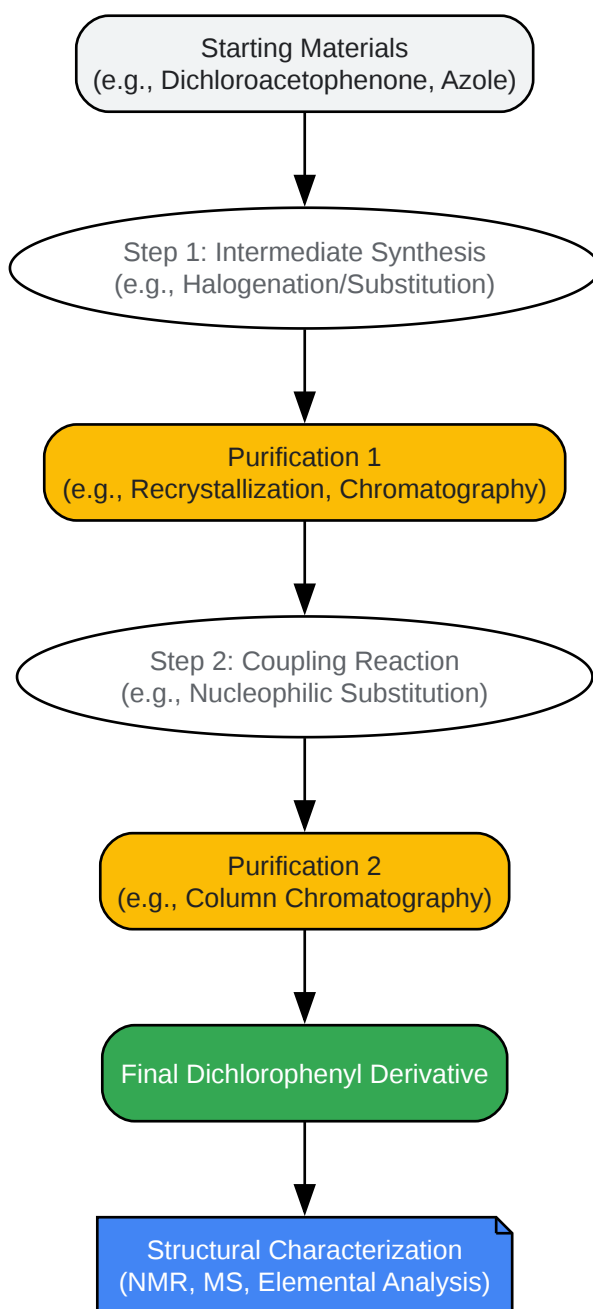 Starting Materials
(e.g., Dichloroacetophenone, Azole)
Step 1: Intermediate Synthesis
(e.g., Halogenation/Substitution)
Purification 1
(e.g., Recrystallization, Chromatography)
Step 2: Coupling Reaction
(e.g., Nucleophilic Substitution)
Purification 2
(e.g., Column Chromatography)
Final Dichlorophenyl Derivative
Structural Characterization
(NMR, MS, Elemental Analysis)